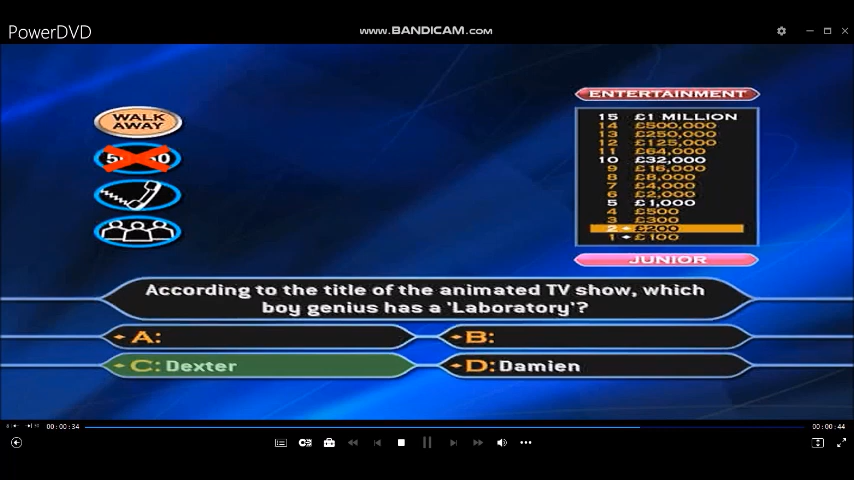 PowerDVD
www.BANDICAM.com
ENTERTAINMENT
WALK
AWAY
15 £1 MILLION
14 £500,000
13 £250,000
12 £125,000
11 £64,000
10 £32,000
9 £16,000
8 £8,000
7 £4,000
6 £2,000
5 £1,000
4 £500
3 £300
2 £200
1 £100
JUNIOR
According to the title of the animated TV show, which
boy genius has a 'Laboratory'?
A:
B:
C: Dexter
D: Damien
00:00:34
00:00:44